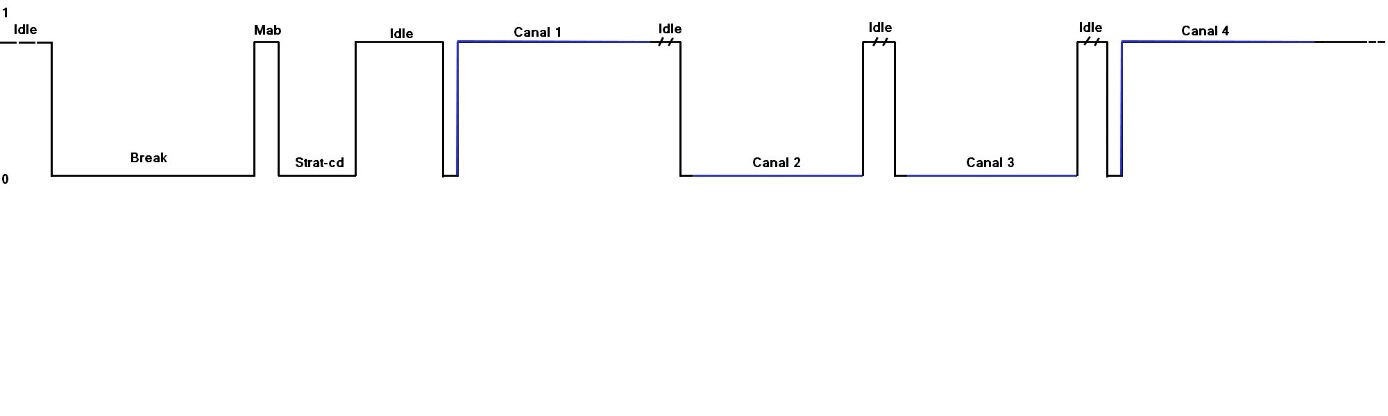 1
Idle
Mab
Idle
Canal 1
Idle
Idle
Idle
Canal 4
Break
Strat-cd
Canal 2
Canal 3
0